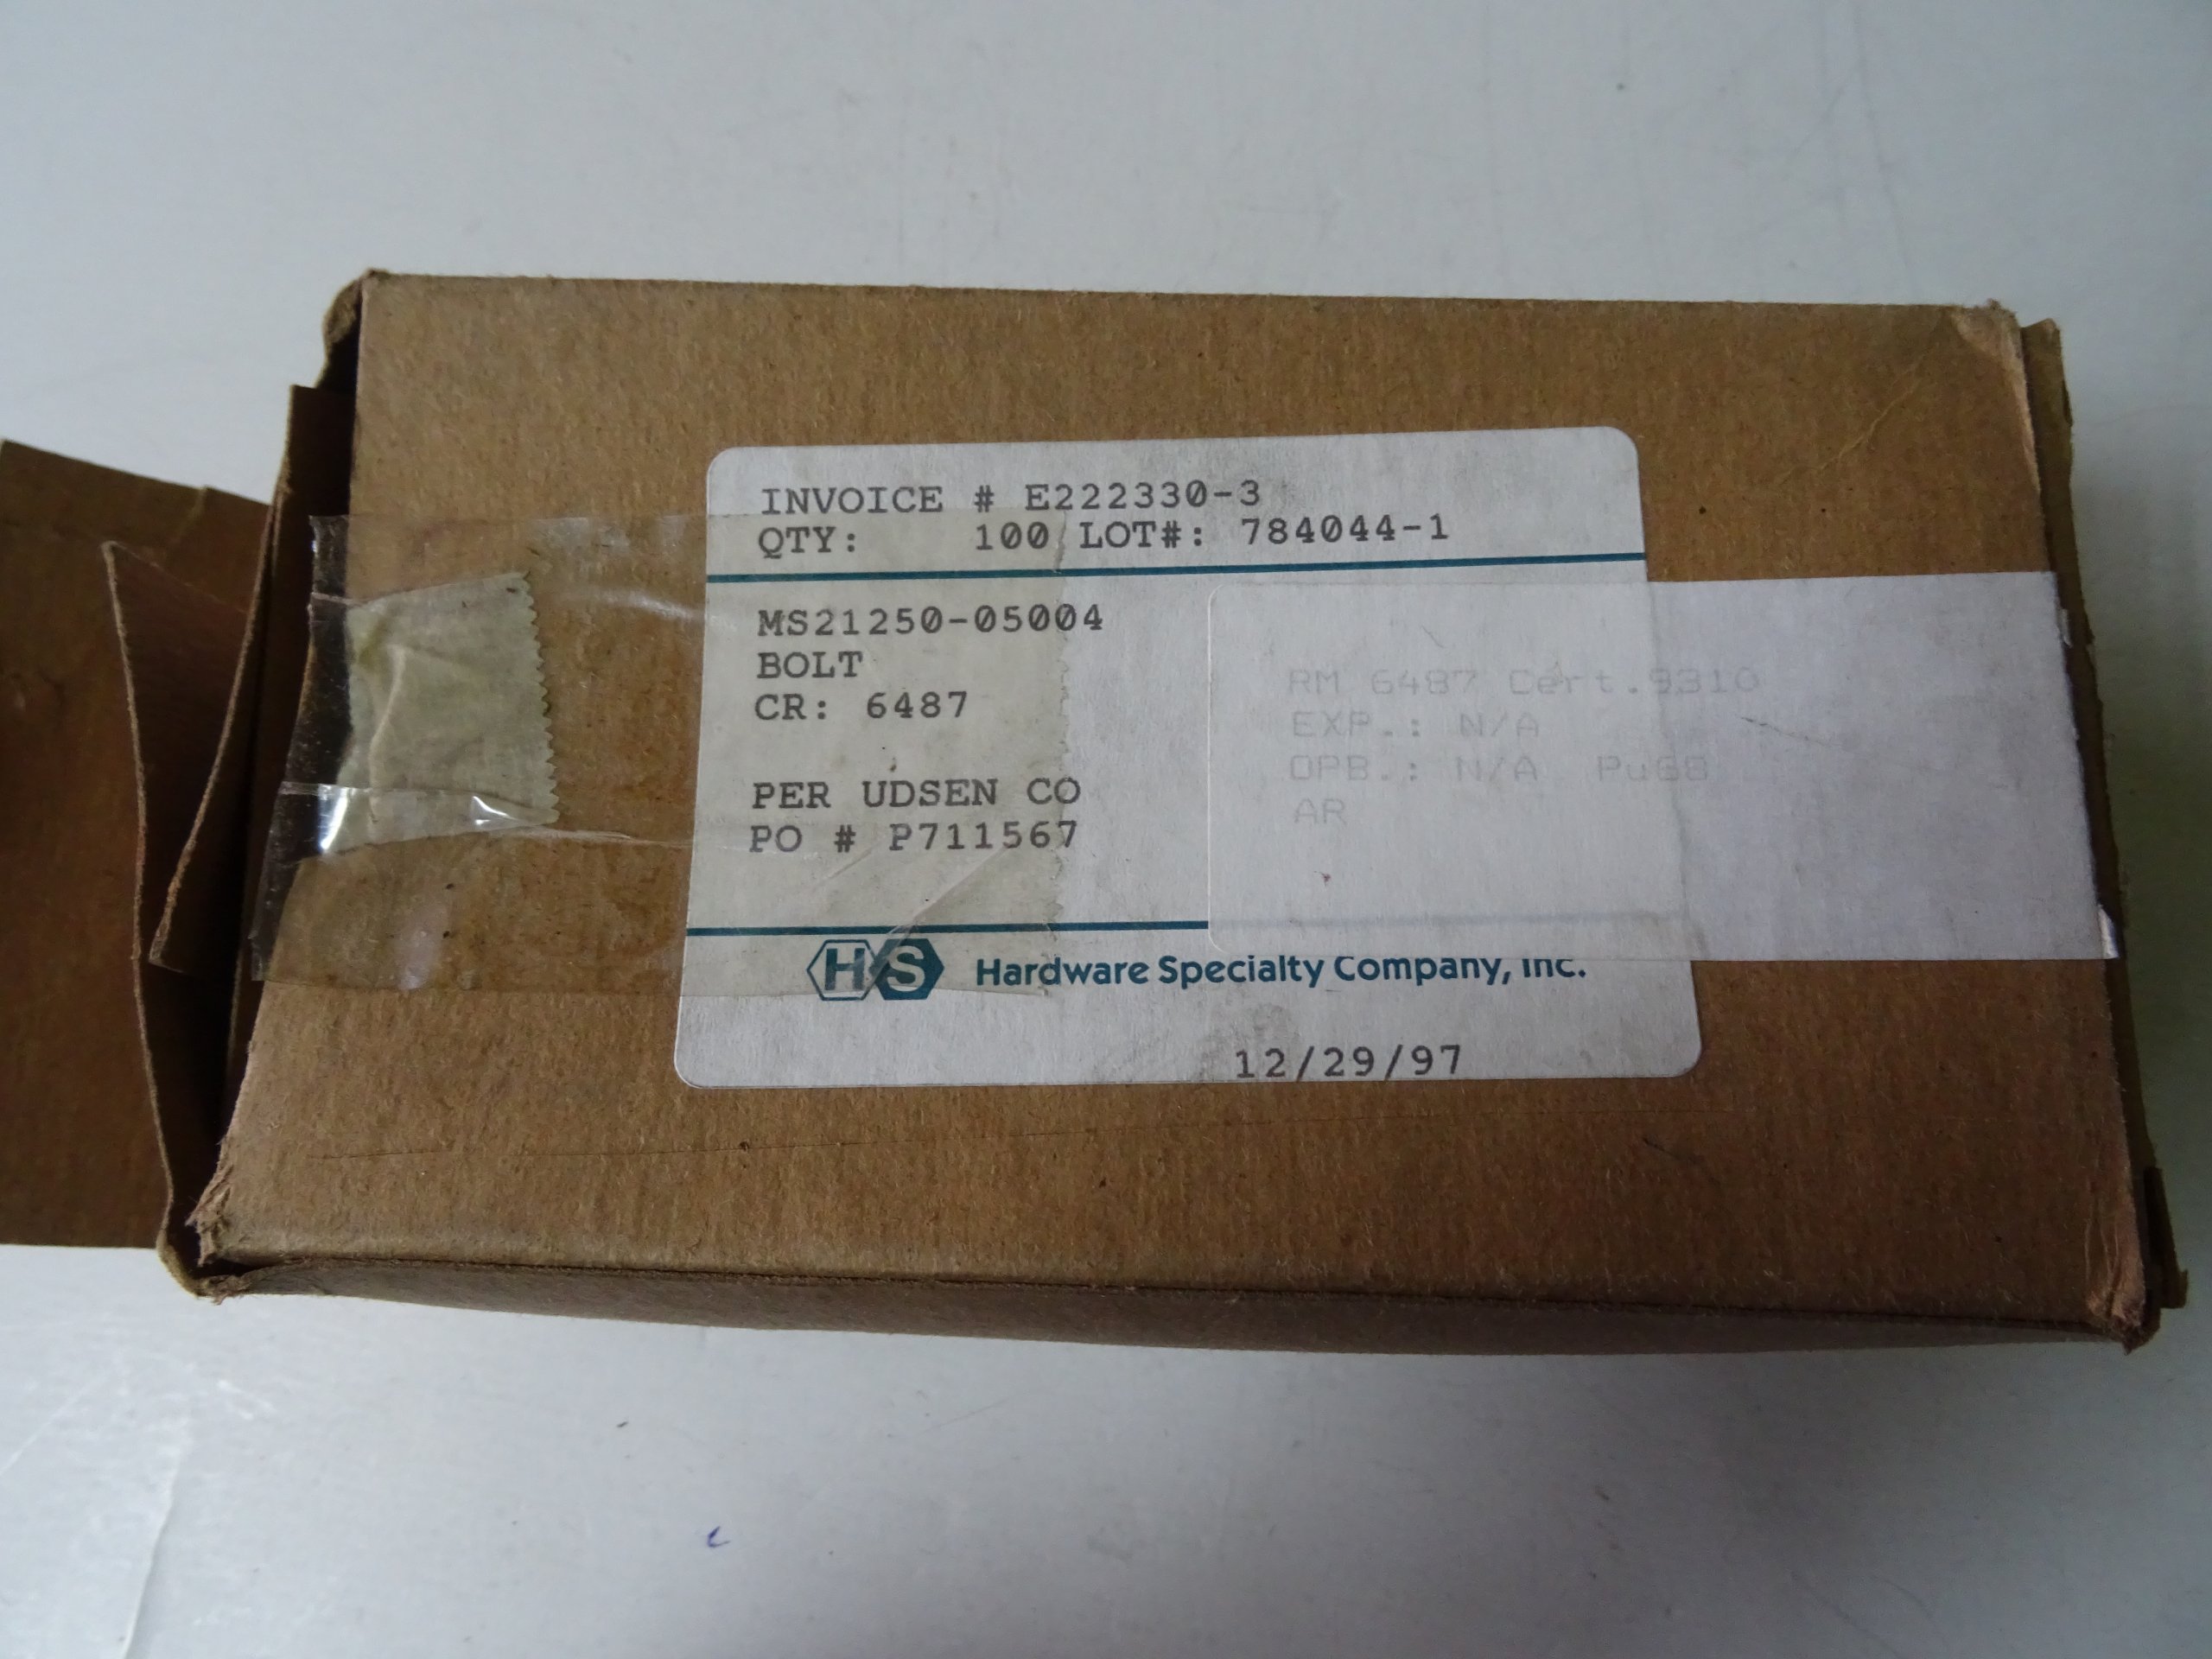 INVOICE # E222330-3
QTY: 100 LOT#: 784044-1
MS21250-05004
BOLT
CR: 6487
PER UDSEN CO
PO # P711567
RM 6487 Cert.9310
EXP.: N/A
OPB.: N/A PuGB
AR
H/S Hardware Specialty Company, Inc.
12/29/97